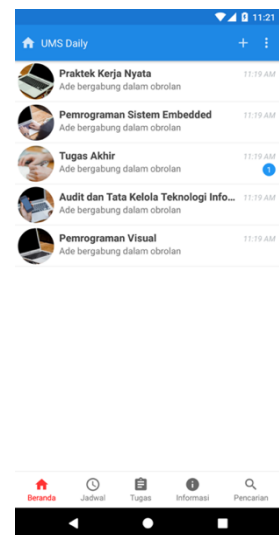 11:21
UMS Daily
Praktek Kerja Nyata 11:19 AM
Ade bergabung dalam obrolan
Pemrograman Sistem Embedded 11:19 AM
Ade bergabung dalam obrolan
Tugas Akhir 11:19 AM
Ade bergabung dalam obrolan 1
Audit dan Tata Kelola Teknologi Info... 11:19 AM
Ade bergabung dalam obrolan
Pemrograman Visual 11:19 AM
Ade bergabung dalam obrolan
Beranda Jadwal Tugas Informasi Pencarian